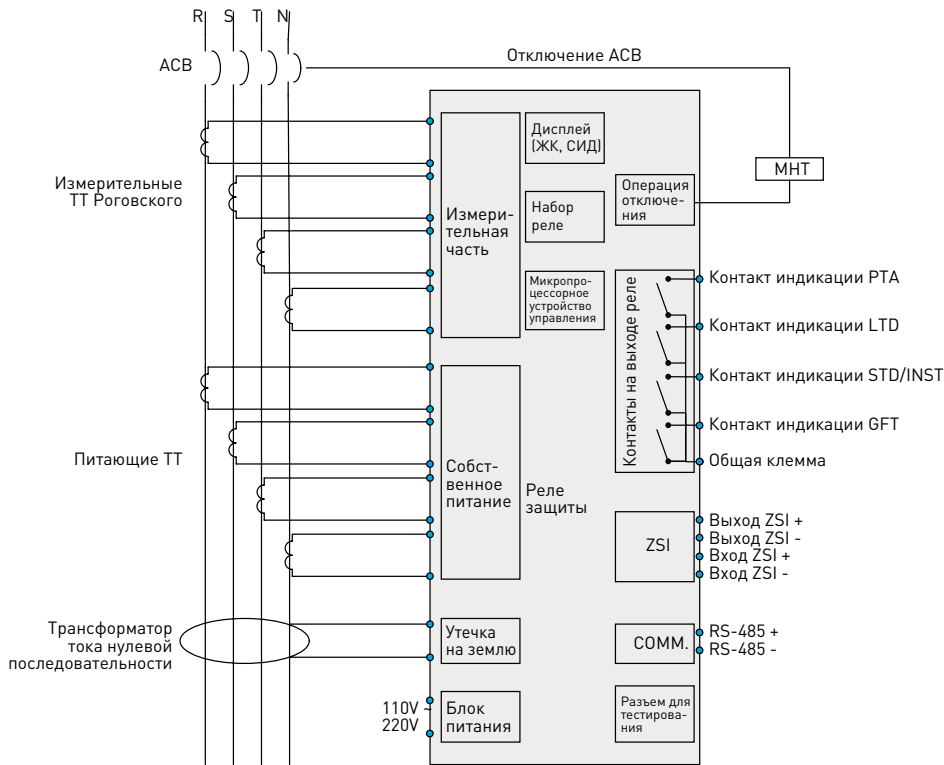 R S T N
ACB
Отключение ACB
Дисплей
(ЖК, СИД)
МНТ
Измерительные
ТТ Роговского
Операция
отключе-
ния
Измери-
тельная
часть
Набор
реле
Микропро-
цессорное
устройство
управления
Контакты на выходе реле
Контакт индикации PTA
Контакт индикации LTD
Контакт индикации STD/INST
Контакт индикации GFT
Общая клемма
Питающие ТТ
Собст-
венное
питание
Реле
защиты
ZSI
Выход ZSI +
Выход ZSI -
Вход ZSI +
Вход ZSI -
Трансформатор
тока нулевой
последовательности
Утечка
на землю
COMM.
RS-485 +
RS-485 -
110V ~
220V
Блок
питания
Разъем для
тестирова-
ния